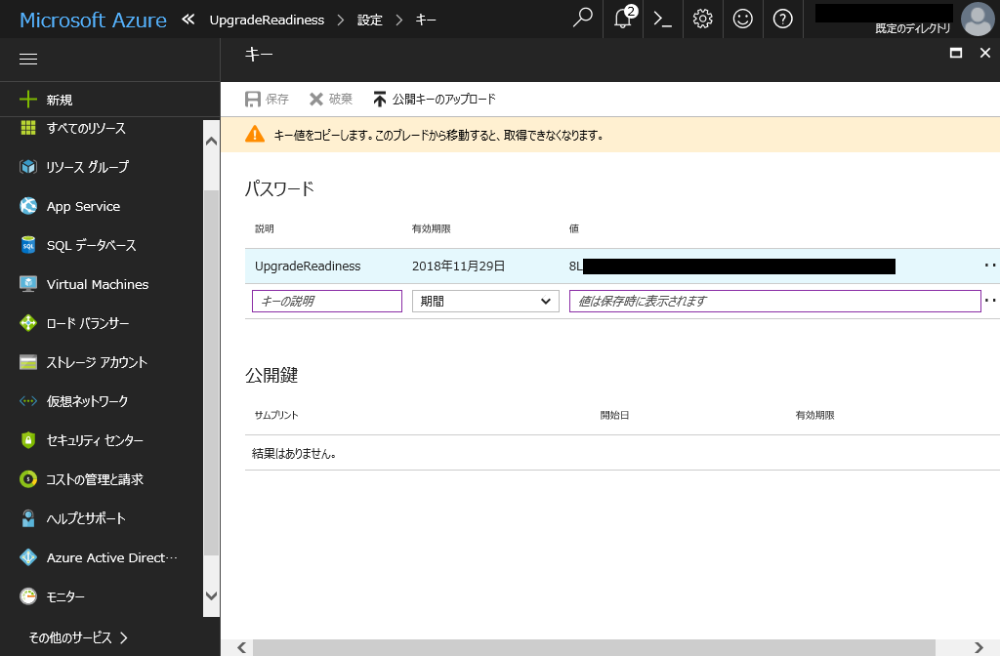 Microsoft Azure UpgradeReadiness 設定 キー
2
既定のディレクトリ
キー
新規
すべてのリソース
リソース グループ
App Service
SQL データベース
Virtual Machines
ロード バランサー
ストレージ アカウント
仮想ネットワーク
セキュリティ センター
コストの管理と請求
ヘルプとサポート
Azure Active Direct…
モニター
その他のサービス
保存 破棄 公開キーのアップロード
キー値をコピーします。このブレードから移動すると、取得できなくなります。
パスワード
説明 有効期限 値
UpgradeReadiness 2018年11月29日 8L
キーの説明 期間 値は保存時に表示されます
公開鍵
サムプリント 開始日 有効期限
結果はありません。